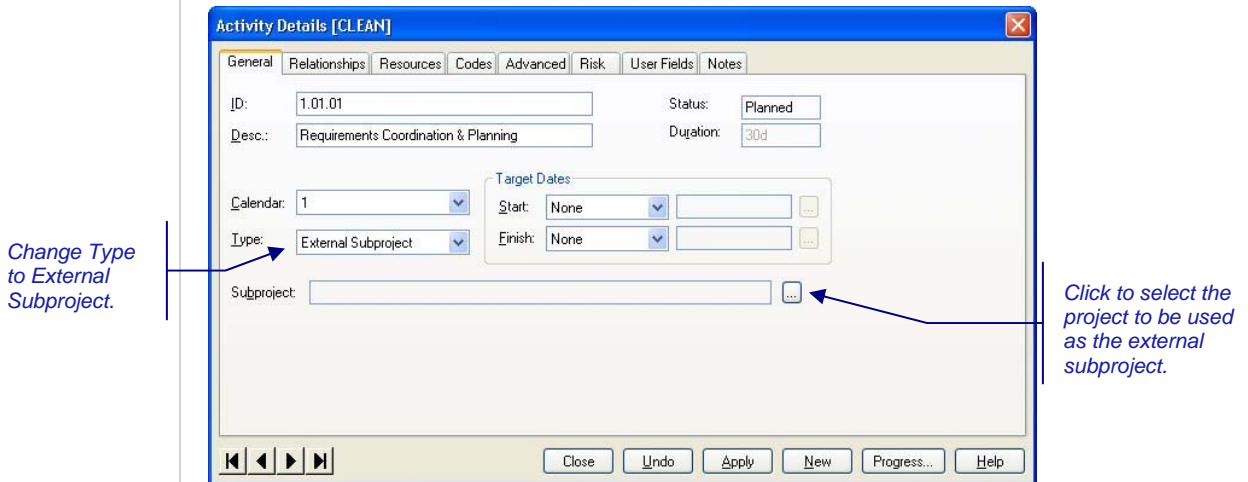 Activity Details [CLEAN]
General Relationships Resources Codes Advanced Risk User Fields Notes
ID: 1.01.01 Status: Planned
Desc.: Requirements Coordination & Planning Duration: 30d
Target Dates
Calendar: 1 Start: None ...
Type: External Subproject Finish: None ...
Subproject: ...
Change Type
to External
Subproject.
Click to select the
project to be used
as the external
subproject.
Close Undo Apply New Progress... Help